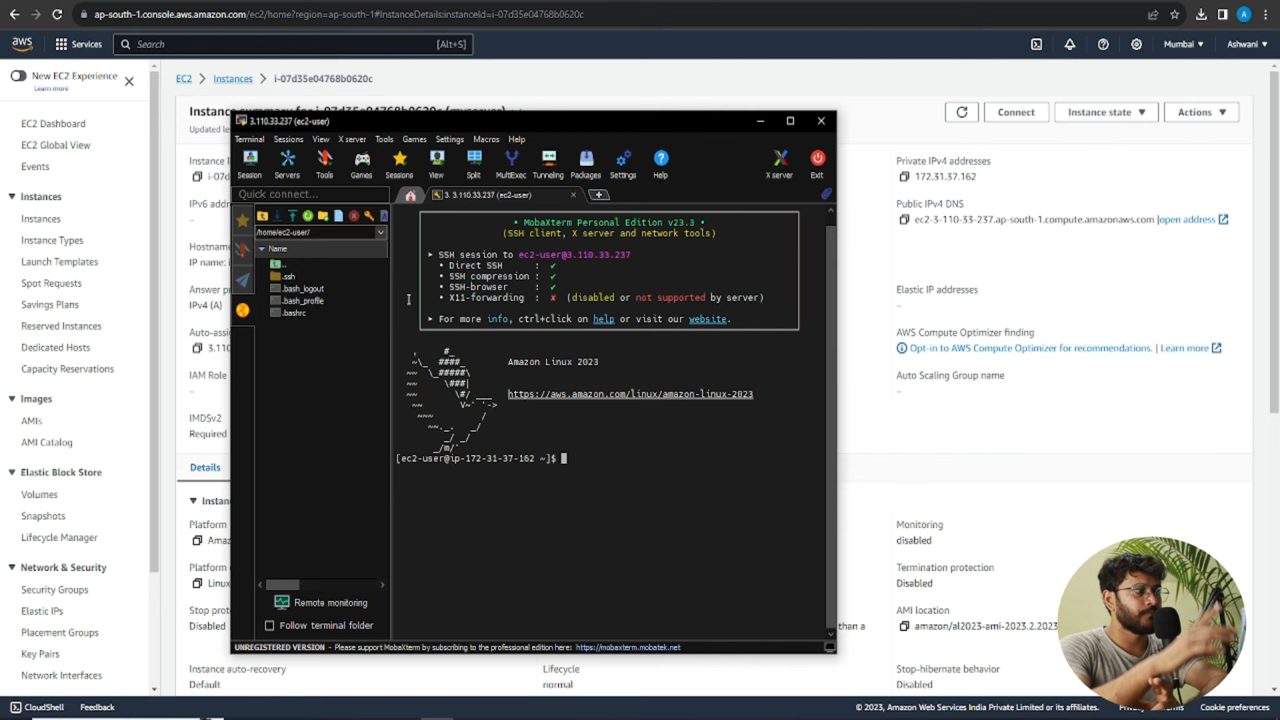 ap-south-1.console.aws.amazon.com/ec2/home?region=ap-south-1#InstanceDetails:instanceId=i-07d35e04768b0620c
A
aws Services Search [Alt+S] Mumbai Ashwani
New EC2 Experience
Learn more
EC2 Dashboard
EC2 Global View
Events
Instances
Instances
Instance Types
Launch Templates
Spot Requests
Savings Plans
Reserved Instances
Dedicated Hosts
Capacity Reservations
Images
AMIs
AMI Catalog
Elastic Block Store
Volumes
Snapshots
Lifecycle Manager
Network & Security
Security Groups
Elastic IPs
Placement Groups
Key Pairs
Network Interfaces
EC2 > Instances > i-07d35e04768b0620c
Connect Instance state Actions
Instance I
i-07d
IPv6 addres
–
Hostname
IP name: i
Answer p
IPv4 (A)
Auto-assi
3.110
IAM Role
–
IMDSv2
Required
Details
Instan
Platform
Amaz
Platform
Linux
Stop prot
Disabled
Instance auto-recovery
Default
Lifecycle
normal
Private IPv4 addresses
172.31.37.162
Public IPv4 DNS
ec2-3-110-33-237.ap-south-1.compute.amazonaws.com |open address
Elastic IP addresses
–
AWS Compute Optimizer finding
Opt-in to AWS Compute Optimizer for recommendations. | Learn more
Auto Scaling Group name
–
Monitoring
disabled
Termination protection
Disabled
AMI location
amazon/al2023-ami-2023.2.2023
Stop-hibernate behavior
Disabled
than a
3.110.33.237 (ec2-user)
Terminal Sessions View X server Tools Games Settings Macros Help
Session Servers Tools Games Sessions View Split MultiExec Tunneling Packages Settings Help X server Exit
Quick connect...
3. 3.110.33.237 (ec2-user)
/home/ec2-user/
Name
..
.ssh
.bash_logout
.bash_profile
.bashrc
Remote monitoring
Follow terminal folder
• MobaXterm Personal Edition v23.3 •
(SSH client, X server and network tools)
➤ SSH session to ec2-user@3.110.33.237
• Direct SSH : ✔
• SSH compression : ✔
• SSH-browser : ✔
• X11-forwarding : ✘ (disabled or not supported by server)
➤ For more info, ctrl+click on help or visit our website.
Amazon Linux 2023
https://aws.amazon.com/linux/amazon-linux-2023
[ec2-user@ip-172-31-37-162 ~]$
UNREGISTERED VERSION - Please support MobaXterm by subscribing to the professional edition here: https://mobaxterm.mobatek.net
CloudShell Feedback © 2023, Amazon Web Services India Private Limited or its affiliates. Terms Cookie preferences